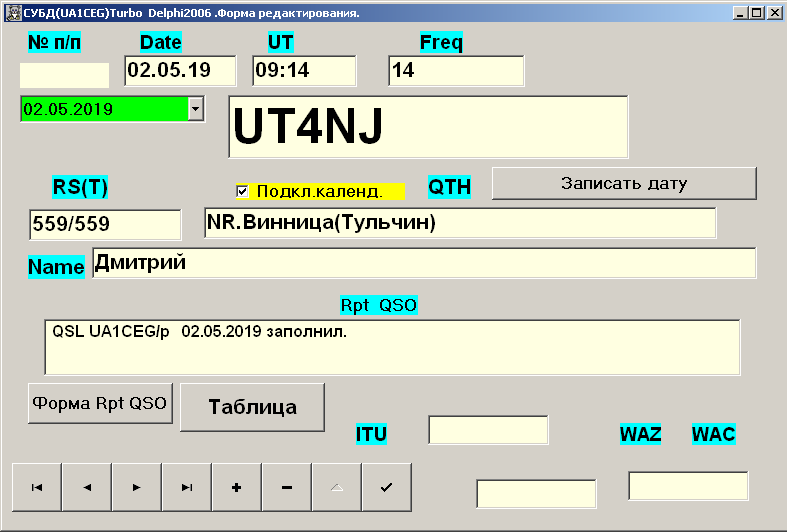 СУБД(UA1CEG)Turbo Delphi2006 .Форма редактирования.
№ п/п Date UT Freq
02.05.19 09:14 14
02.05.2019
UT4NJ
RS(T) Подкл.календ. QTH Записать дату
559/559 NR.Винница(Тульчин)
Name Дмитрий
Rpt QSO
QSL UA1CEG/p 02.05.2019 заполнил.
Форма Rpt QSO Таблица
ITU WAZ WAC